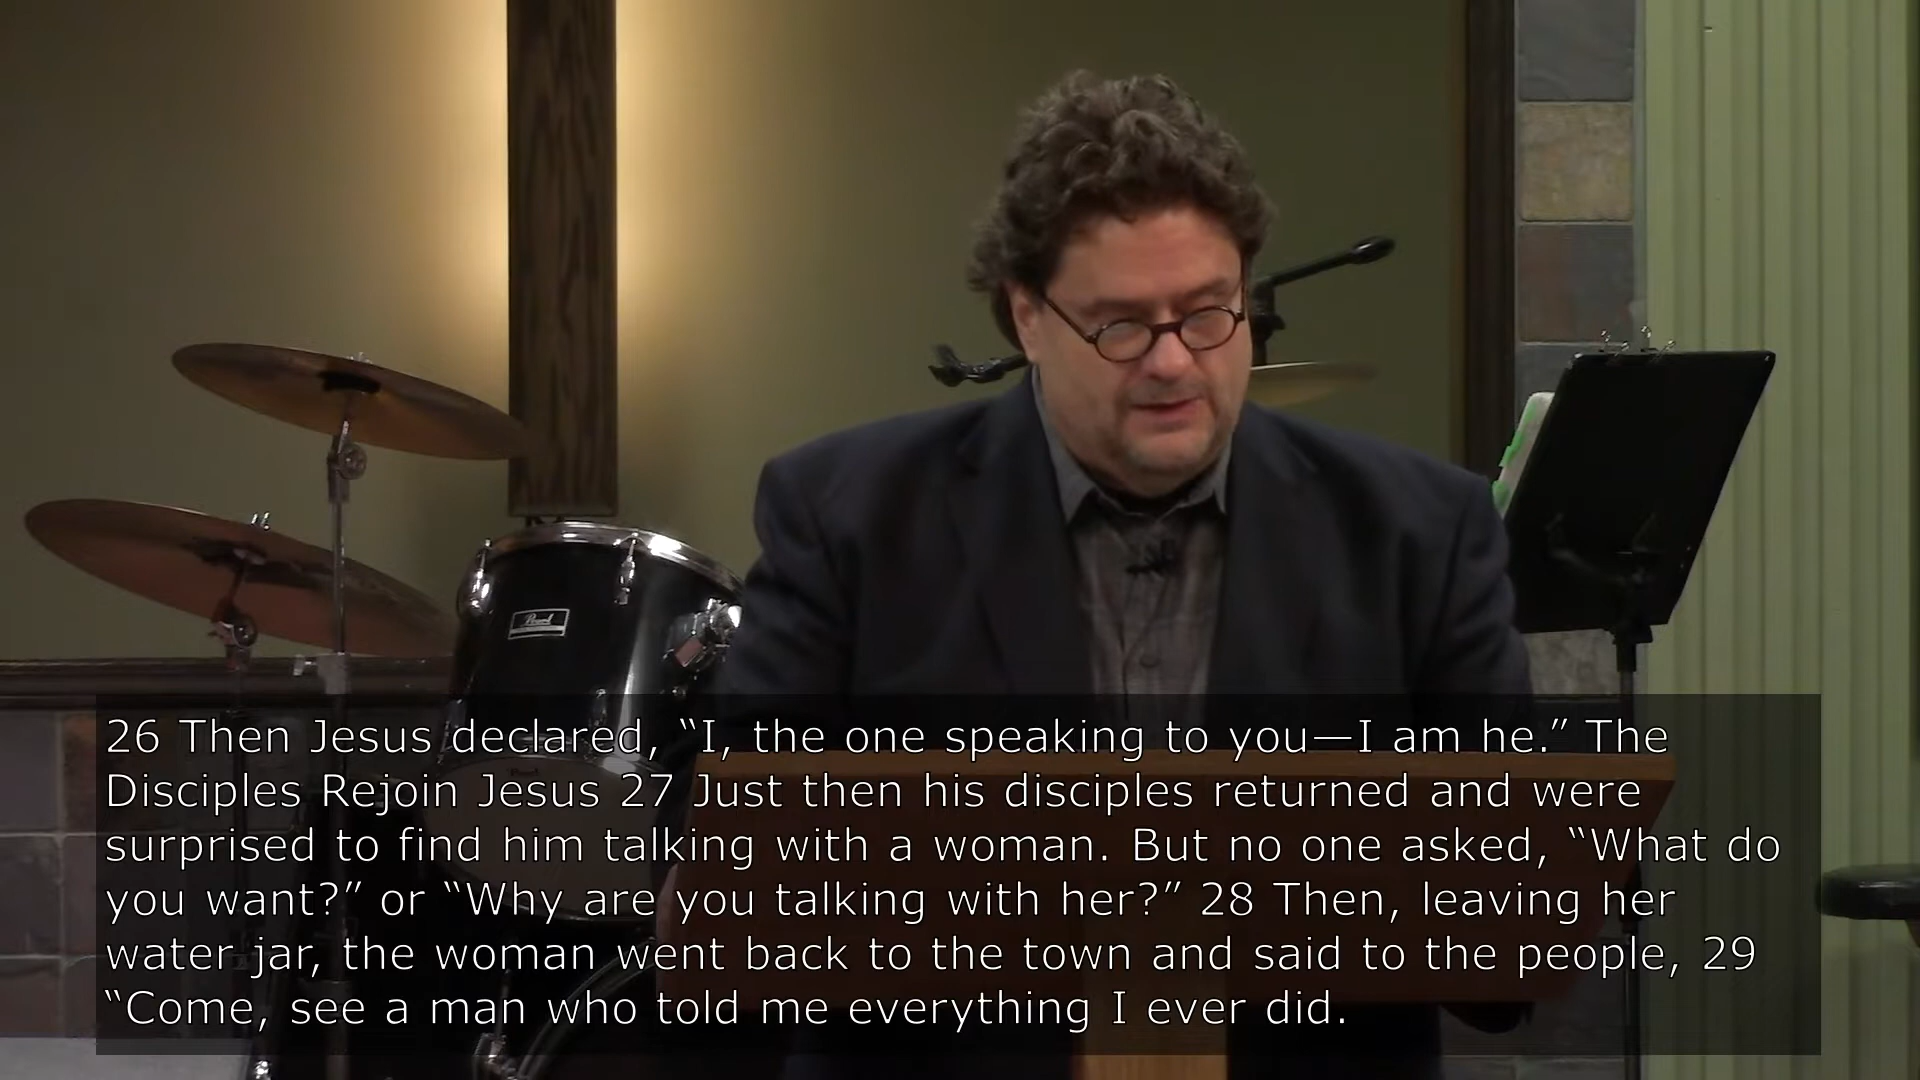 Pearl
26 Then Jesus declared, “I, the one speaking to you—I am he.” The
Disciples Rejoin Jesus 27 Just then his disciples returned and were
surprised to find him talking with a woman. But no one asked, “What do
you want?” or “Why are you talking with her?” 28 Then, leaving her
water jar, the woman went back to the town and said to the people, 29
“Come, see a man who told me everything I ever did.